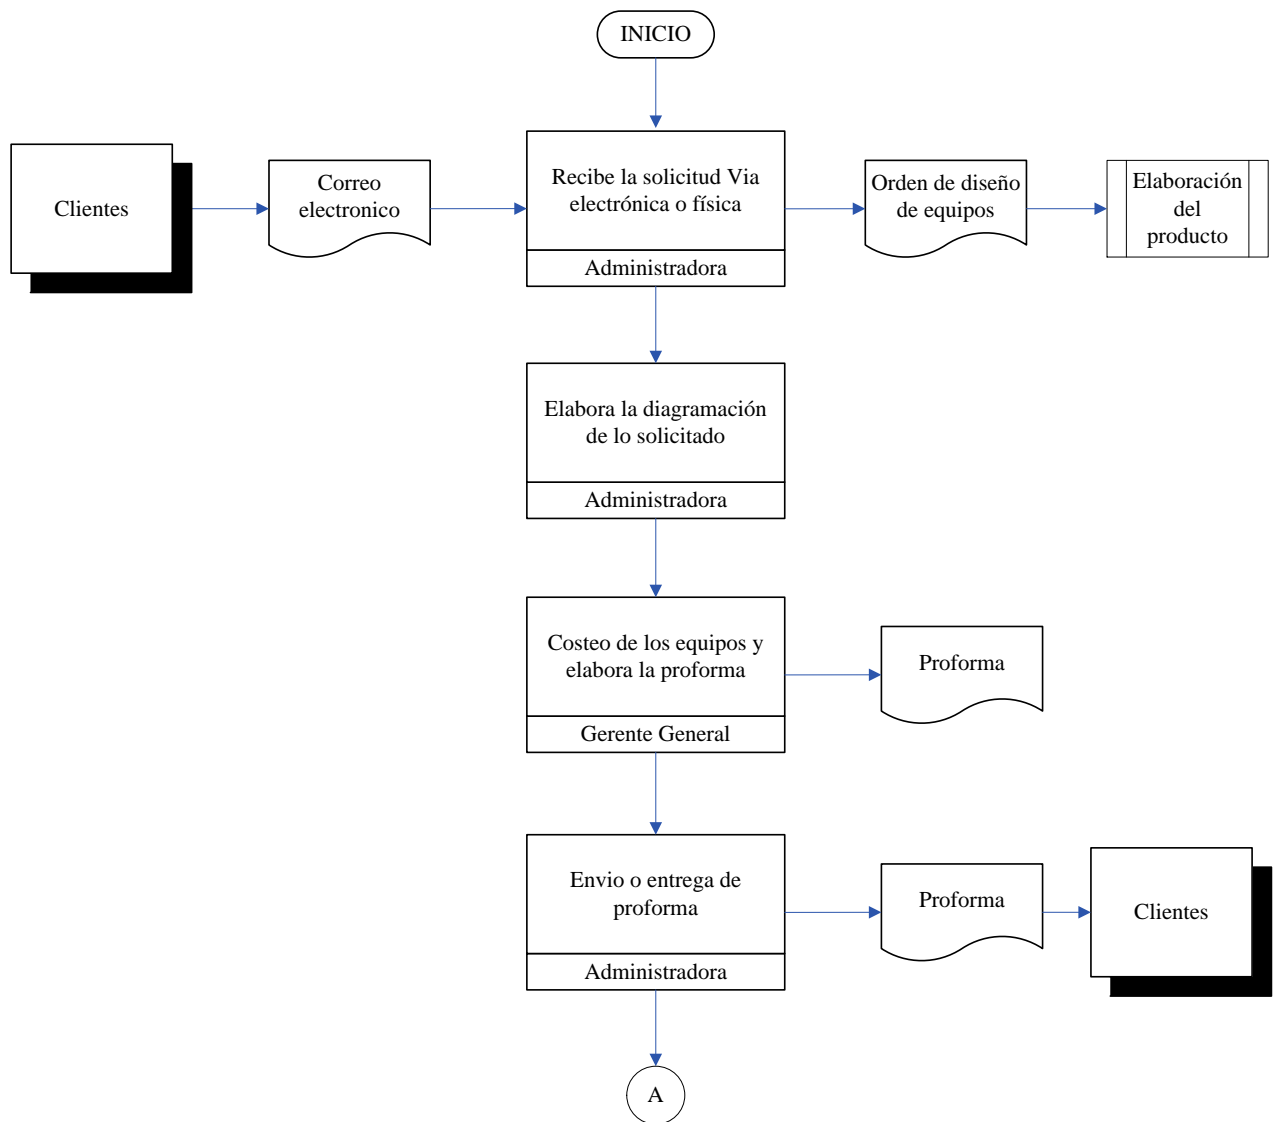 INICIO
Clientes
Correo
electronico
Recibe la solicitud Via
electrónica o física
Administradora
Orden de diseño
de equipos
Elaboración
del
producto
Elabora la diagramación
de lo solicitado
Administradora
Costeo de los equipos y
elabora la proforma
Gerente General
Proforma
Envio o entrega de
proforma
Administradora
Proforma
Clientes
A